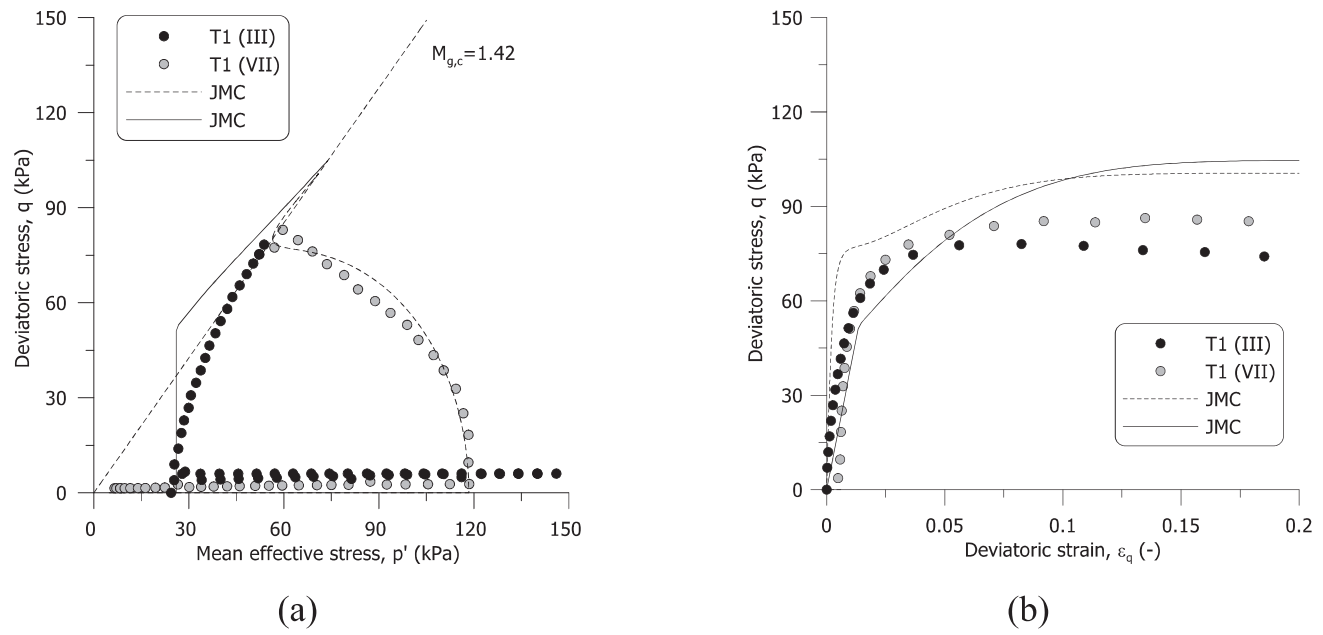 150
120
90
60
30
0
Deviatoric stress, q (kPa)
T1 (III)
T1 (VII)
JMC
JMC
Mg,c=1.42
0 30 60 90 120 150
Mean effective stress, p' (kPa)
(a)
150
120
90
60
30
0
Deviatoric stress, q (kPa)
T1 (III)
T1 (VII)
JMC
JMC
0 0.05 0.1 0.15 0.2
Deviatoric strain, εq (-)
(b)